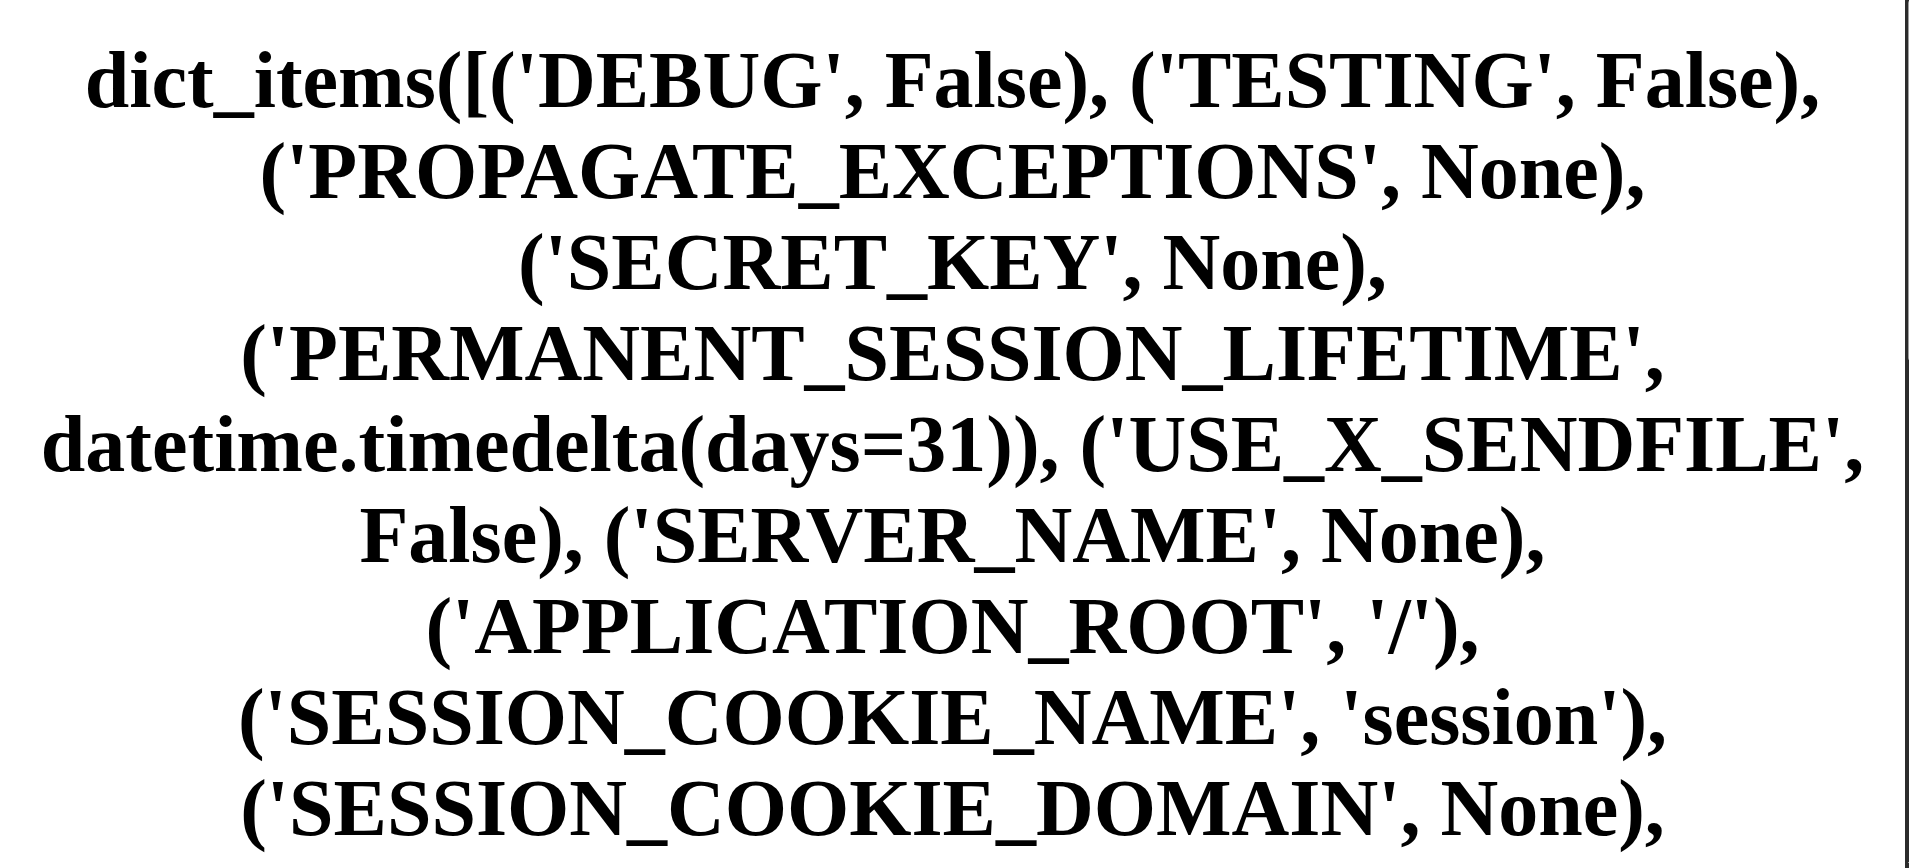 dict_items([('DEBUG', False), ('TESTING', False),
('PROPAGATE_EXCEPTIONS', None),
('SECRET_KEY', None),
('PERMANENT_SESSION_LIFETIME',
datetime.timedelta(days=31)), ('USE_X_SENDFILE',
False), ('SERVER_NAME', None),
('APPLICATION_ROOT', '/'),
('SESSION_COOKIE_NAME', 'session'),
('SESSION_COOKIE_DOMAIN', None),